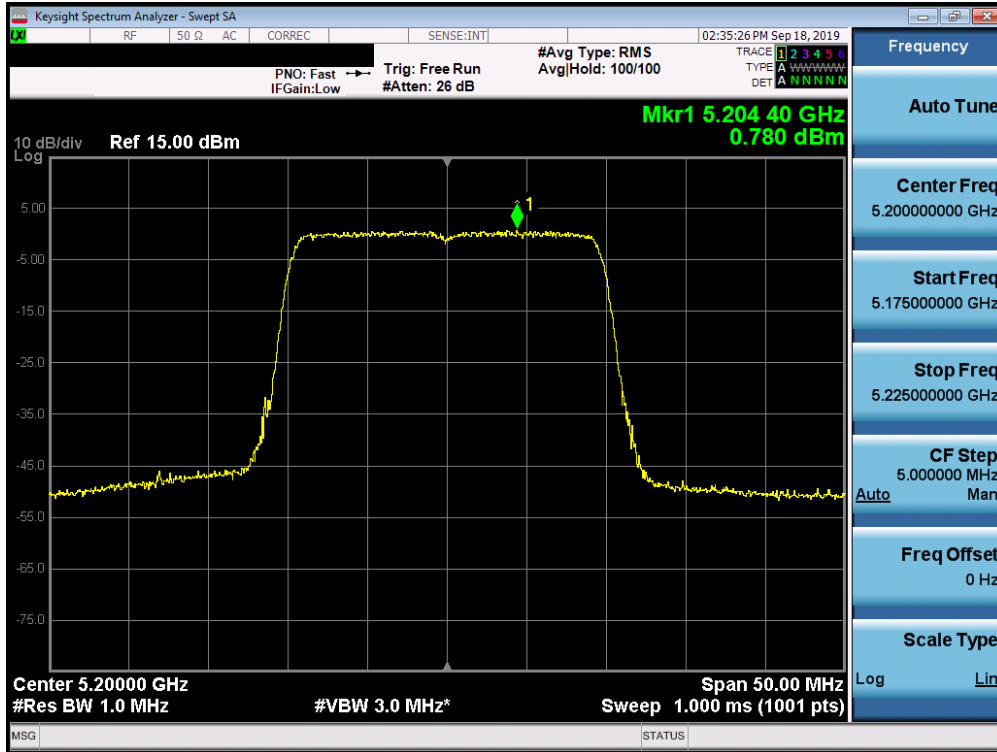 Keysight Spectrum Analyzer - Swept SA
LXI RF 50 Ω AC CORREC SENSE:INT 02:35:26 PM Sep 18, 2019
PNO: Fast
IFGain:Low
Trig: Free Run
#Atten: 26 dB
#Avg Type: RMS
Avg|Hold: 100/100
TRACE 1 2 3 4 5 6
TYPE A WWWWW
DET A N N N N N
Mkr1 5.204 40 GHz
0.780 dBm
10 dB/div
Log
Ref 15.00 dBm
1
5.00
-5.00
-15.0
-25.0
-35.0
-45.0
-55.0
-65.0
-75.0
Center 5.20000 GHz
#Res BW 1.0 MHz
#VBW 3.0 MHz*
Span 50.00 MHz
Sweep 1.000 ms (1001 pts)
MSG
STATUS
Frequency
Auto Tune
Center Freq
5.200000000 GHz
Start Freq
5.175000000 GHz
Stop Freq
5.225000000 GHz
CF Step
5.000000 MHz
Auto Man
Freq Offset
0 Hz
Scale Type
Log Lin